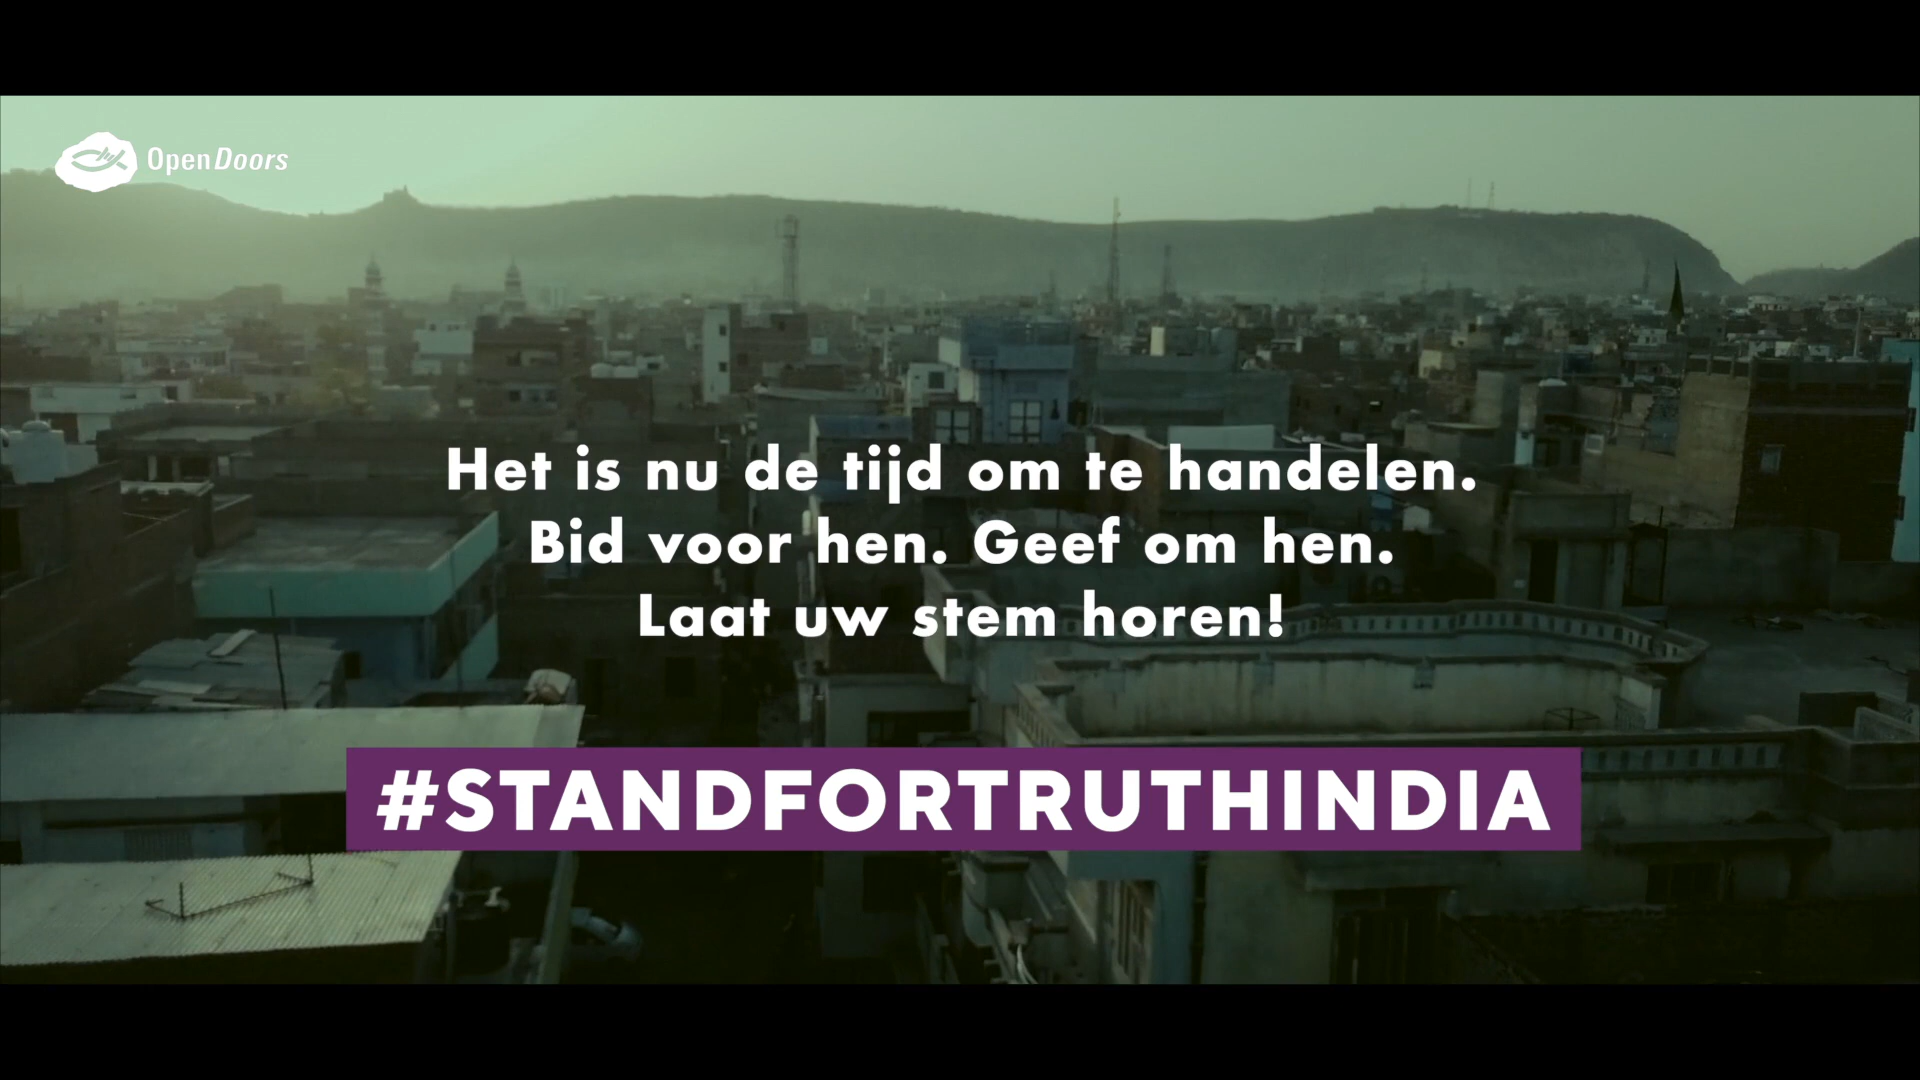 OpenDoors
Het is nu de tijd om te handelen.
Bid voor hen. Geef om hen.
Laat uw stem horen!
#STANDFORTRUTHINDIA